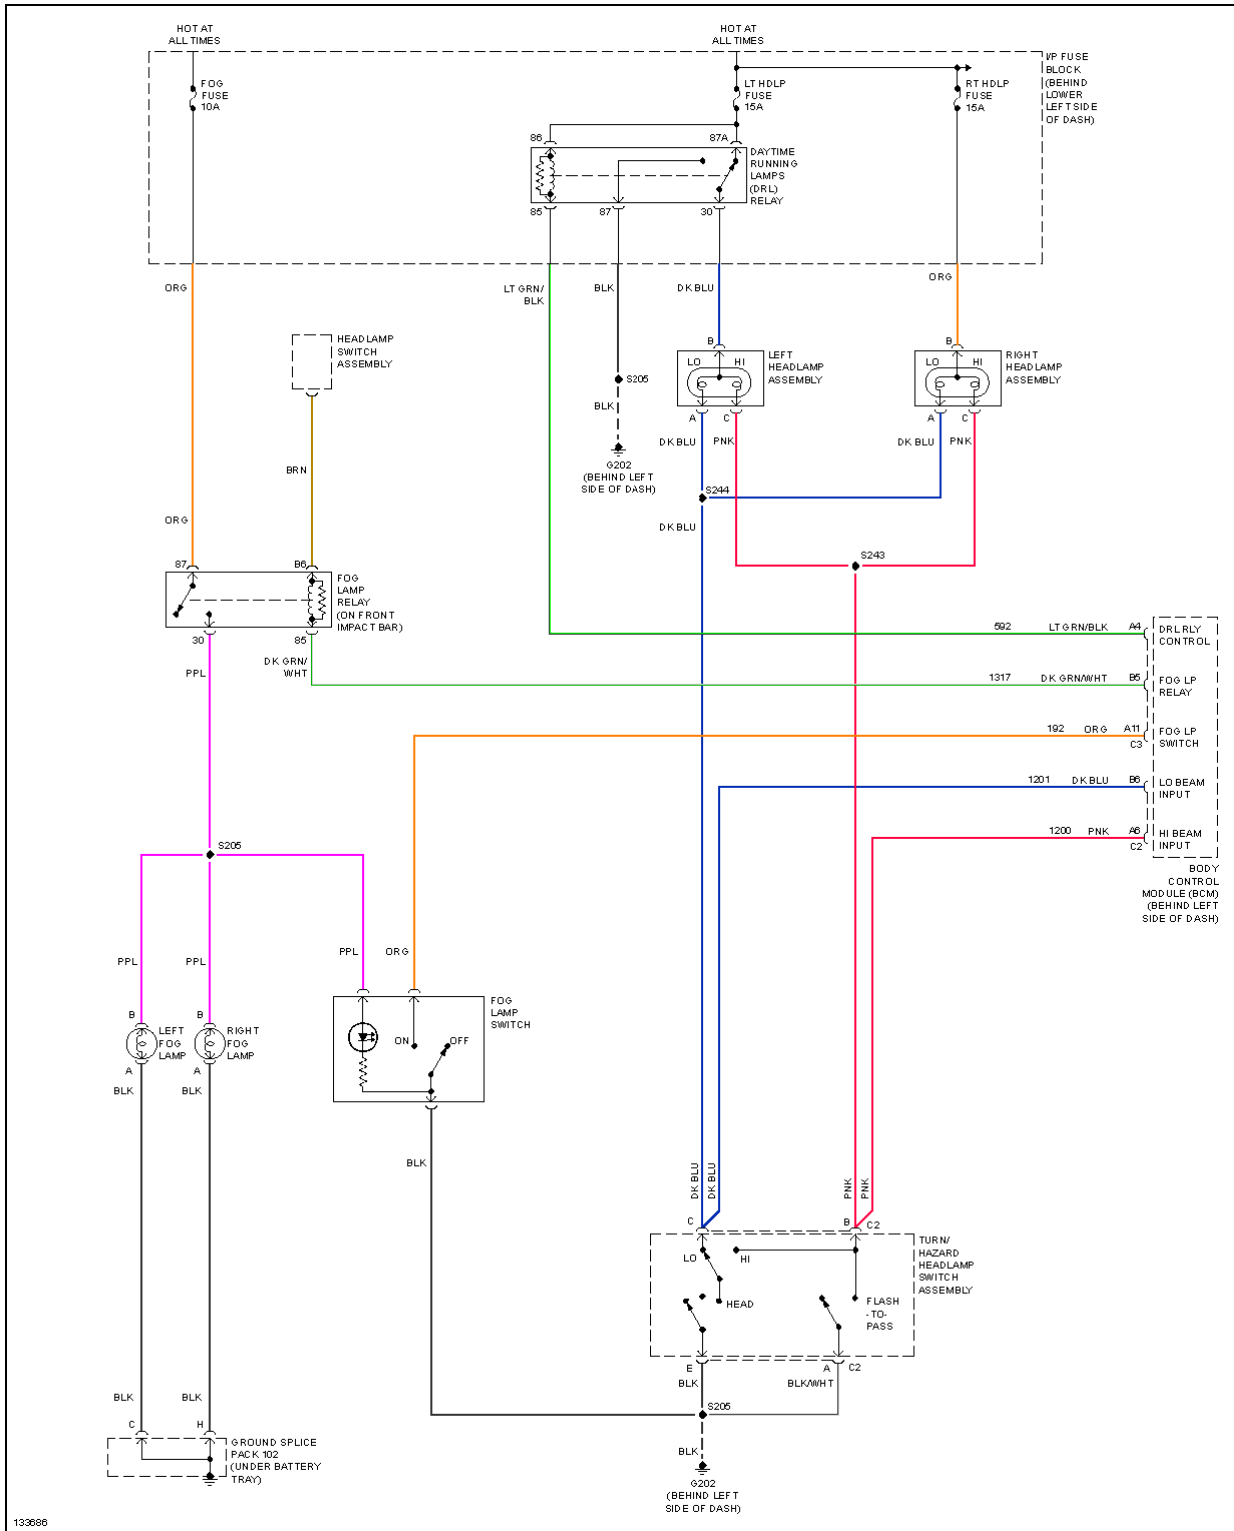 HOT AT
ALL TIMES
HOT AT
ALL TIMES
FOG
FUSE
10A
LT HDLP
FUSE
15A
RT HDLP
FUSE
15A
I/P FUSE
BLOCK
(BEHIND
LOWER
LEFT SIDE
OF DASH)
86
87A
DAYTIME
RUNNING
LAMPS
(DRL)
RELAY
85
87
30
ORG
LT GRN/
BLK
BLK
DK BLU
ORG
HEADLAMP
SWITCH
ASSEMBLY
B
LO
HI
LEFT
HEADLAMP
ASSEMBLY
B
LO
HI
RIGHT
HEADLAMP
ASSEMBLY
S205
BLK
A
C
A
C
DK BLU
PNK
DK BLU
PNK
G202
(BEHIND LEFT
SIDE OF DASH)
BRN
S244
ORG
DK BLU
S243
87
B6
FOG
LAMP
RELAY
(ON FRONT
IMPACT BAR)
30
85
PPL
DK GRN/
WHT
592
LT GRN/BLK
A4
DRL RLY
CONTROL
1317
DK GRN/WHT
B5
FOG LP
RELAY
192
ORG
A11
C3
FOG LP
SWITCH
1201
DK BLU
B6
LO BEAM
INPUT
1200
PNK
A6
C2
HI BEAM
INPUT
BODY
CONTROL
MODULE (BCM)
(BEHIND LEFT
SIDE OF DASH)
S205
PPL
PPL
PPL
ORG
B
LEFT
FOG
LAMP
A
B
RIGHT
FOG
LAMP
A
FOG
LAMP
SWITCH
ON
OFF
BLK
BLK
BLK
DK BLU
DK BLU
PNK
PNK
C
B
C2
TURN/
HAZARD
HEADLAMP
SWITCH
ASSEMBLY
LO
HI
HEAD
FLASH
-TO-
PASS
E
A
C2
BLK
BLK/WHT
S205
BLK
BLK
C
H
GROUND SPLICE
PACK 102
(UNDER BATTERY
TRAY)
BLK
G202
(BEHIND LEFT
SIDE OF DASH)
133686